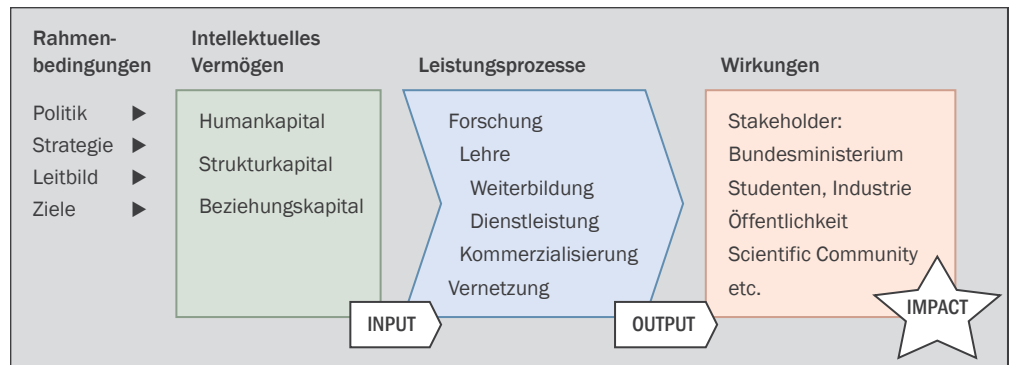 Rahmen-
bedingungen
Politik ▶
Strategie ▶
Leitbild ▶
Ziele ▶
Intellektuelles
Vermögen
Humankapital
Strukturkapital
Beziehungskapital
INPUT
Leistungsprozesse
Forschung
Lehre
Weiterbildung
Dienstleistung
Kommerzialisierung
Vernetzung
OUTPUT
Wirkungen
Stakeholder:
Bundesministerium
Studenten, Industrie
Öffentlichkeit
Scientific Community
etc.
IMPACT